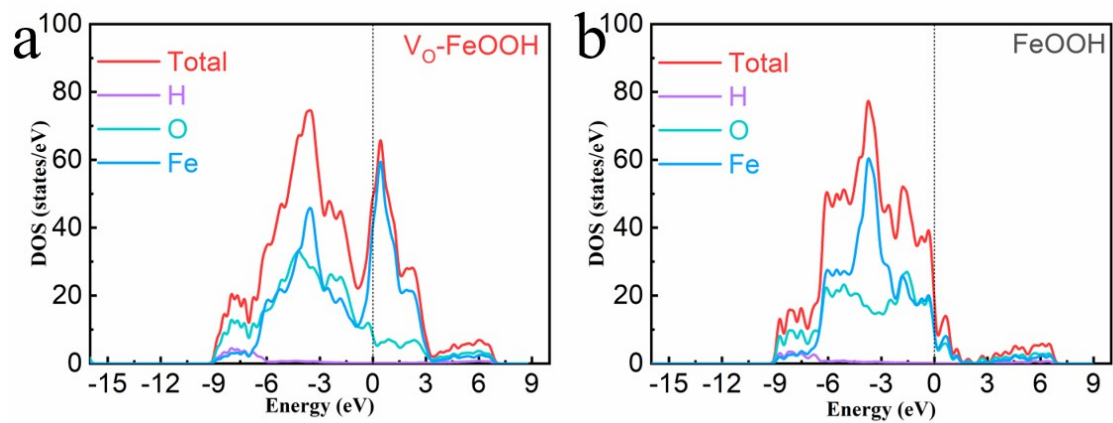 a
V_O-FeOOH
Total
H
O
Fe
DOS (states/eV)
100
80
60
40
20
0
-15 -12 -9 -6 -3 0 3 6 9
Energy (eV)
b
FeOOH
Total
H
O
Fe
DOS (states/eV)
100
80
60
40
20
0
-15 -12 -9 -6 -3 0 3 6 9
Energy (eV)